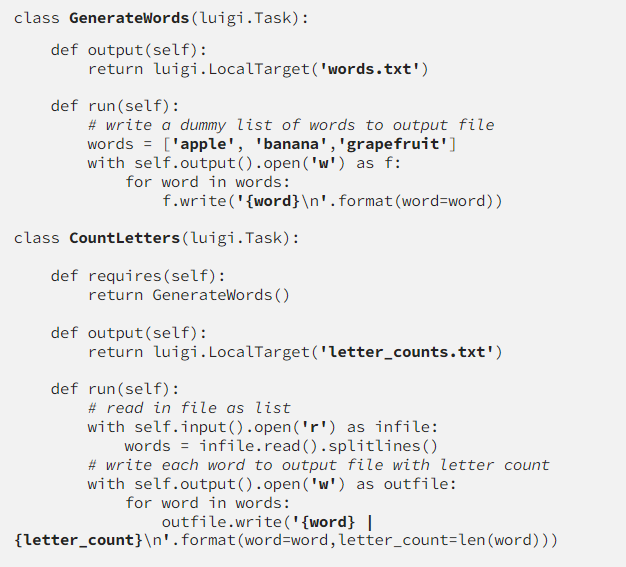 class GenerateWords(luigi.Task):
    def output(self):
        return luigi.LocalTarget('words.txt')
    def run(self):
        # write a dummy list of words to output file
        words = ['apple', 'banana','grapefruit']
        with self.output().open('w') as f:
            for word in words:
                f.write('{word}\n'.format(word=word))
class CountLetters(luigi.Task):
    def requires(self):
        return GenerateWords()
    def output(self):
        return luigi.LocalTarget('letter_counts.txt')
    def run(self):
        # read in file as list
        with self.input().open('r') as infile:
            words = infile.read().splitlines()
        # write each word to output file with letter count
        with self.output().open('w') as outfile:
            for word in words:
                outfile.write('{word} |
{letter_count}\n'.format(word=word,letter_count=len(word)))